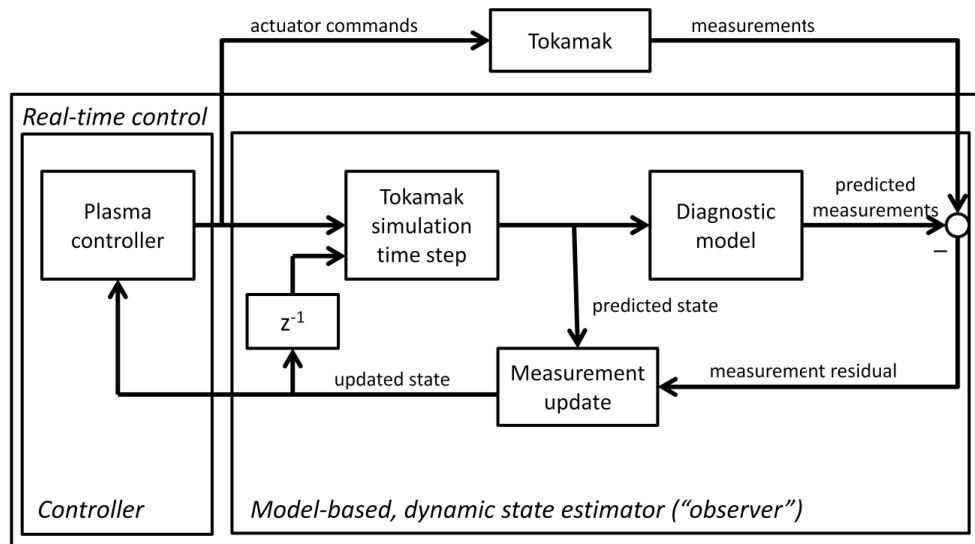 actuator commands
Tokamak
measurements
Real-time control
Plasma
controller
Tokamak
simulation
time step
Diagnostic
model
predicted
measurements
–
z-1
predicted state
updated state
Measurement
update
measurement residual
Controller
Model-based, dynamic state estimator (“observer”)